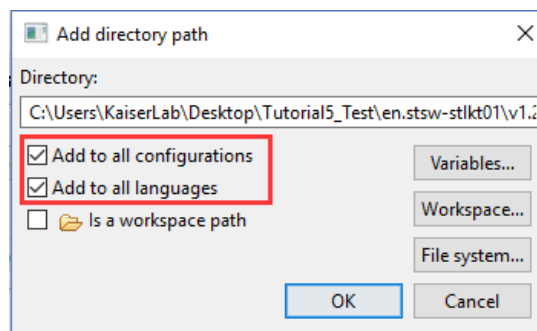 Add directory path
Directory:
C:\Users\KaiserLab\Desktop\Tutorial5_Test\en.stsw-stlkt01\v1.2
Add to all configurations
Variables...
Add to all languages
Workspace...
Is a workspace path
File system...
OK
Cancel